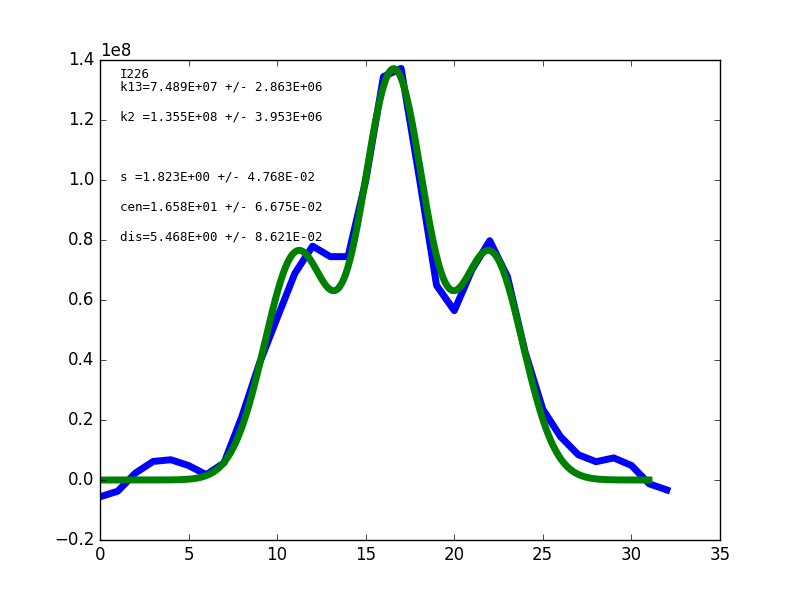 1e8
I226
k13=7.489E+07 +/- 2.863E+06
k2 =1.355E+08 +/- 3.953E+06
s =1.823E+00 +/- 4.768E-02
cen=1.658E+01 +/- 6.675E-02
dis=5.468E+00 +/- 8.621E-02
1.4
1.2
1.0
0.8
0.6
0.4
0.2
0.0
−0.2
0 5 10 15 20 25 30 35